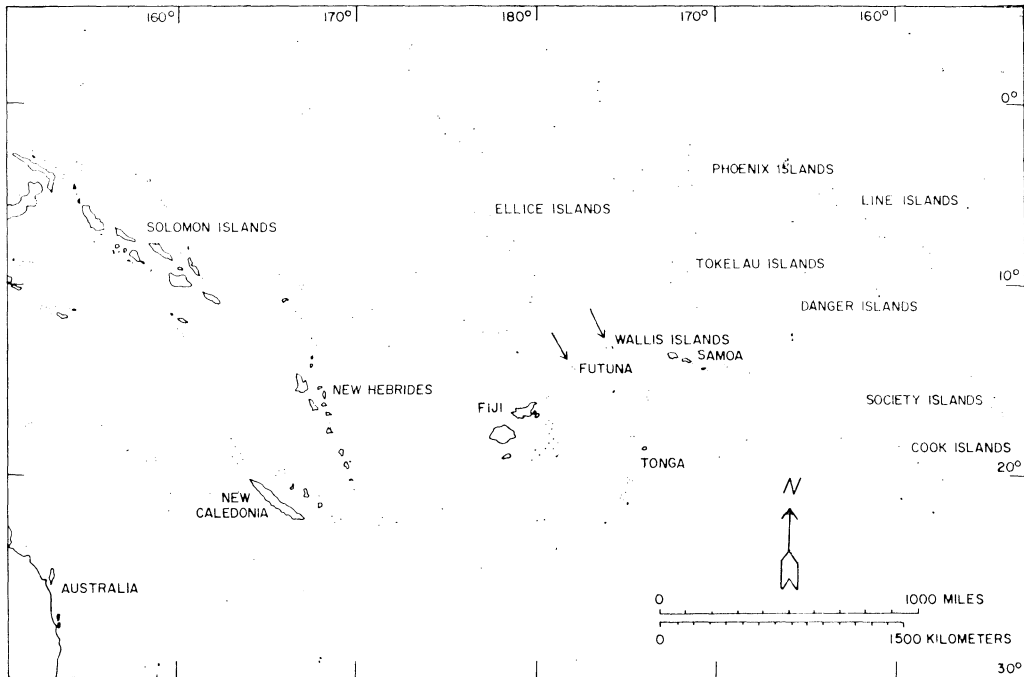 160° 170° 180° 170° 160°
0°
PHOENIX ISLANDS
LINE ISLANDS
ELLICE ISLANDS
SOLOMON ISLANDS
TOKELAU ISLANDS
10°
DANGER ISLANDS
WALLIS ISLANDS
SAMOA
FUTUNA
NEW HEBRIDES
SOCIETY ISLANDS
FIJI
COOK ISLANDS
TONGA
20°
N
NEW
CALEDONIA
AUSTRALIA
0 1000 MILES
0 1500 KILOMETERS
30°